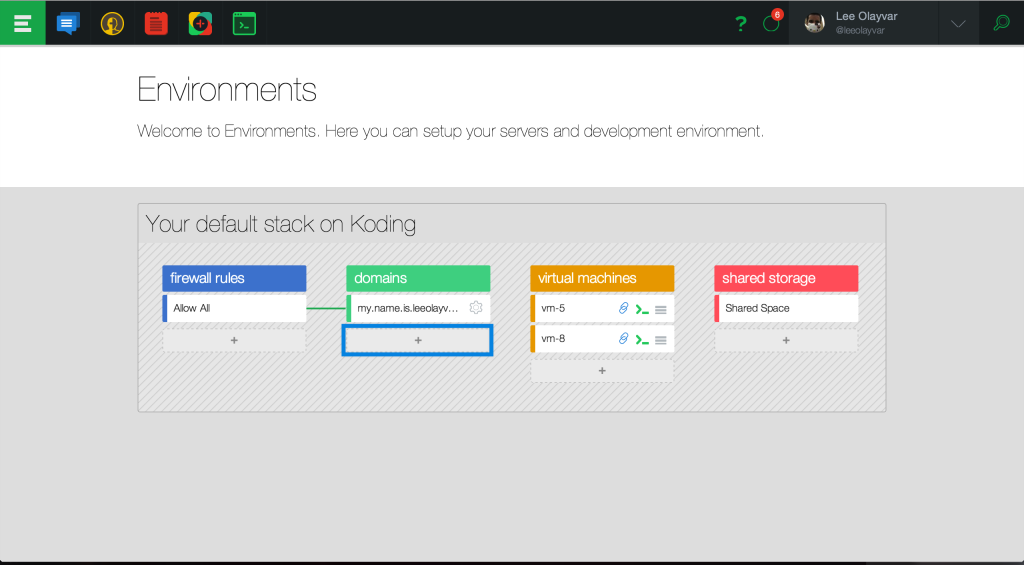 ?
6
Lee Olayvar
@leeolayvar
Environments
Welcome to Environments. Here you can setup your servers and development environment.
Your default stack on Koding
firewall rules
Allow All
+
domains
my.name.is.leeolayv...
+
virtual machines
vm-5
vm-8
+
shared storage
Shared Space
+